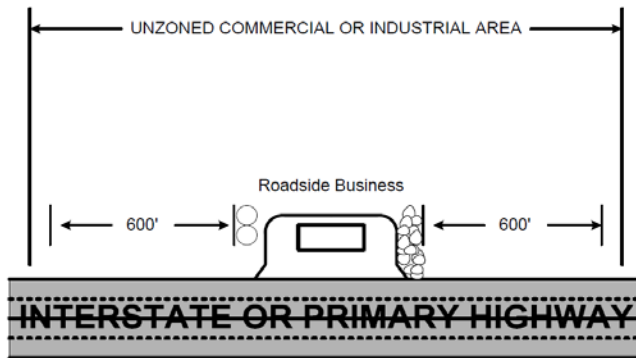 UNZONED COMMERCIAL OR INDUSTRIAL AREA
Roadside Business
600'
600'
INTERSTATE OR PRIMARY HIGHWAY